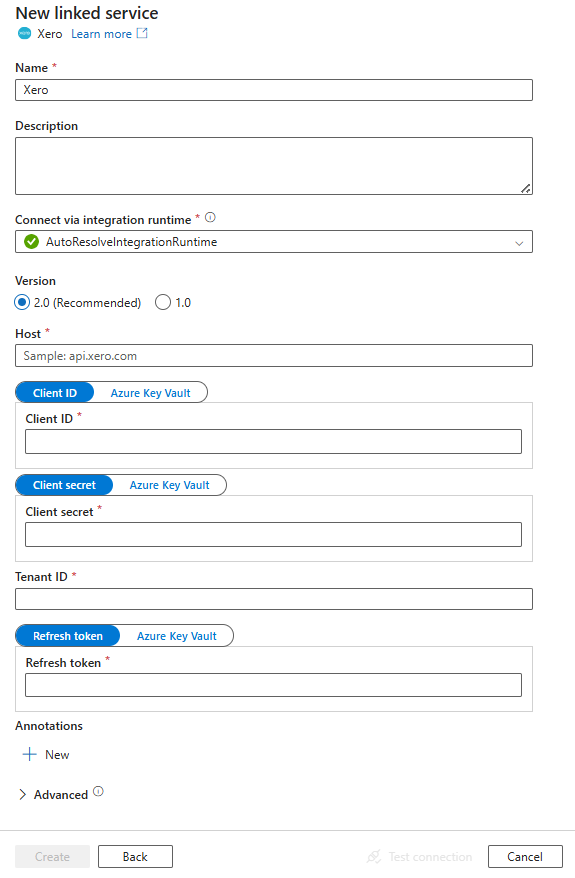 New linked service
Xero Learn more
Name *
Xero
Description
Connect via integration runtime *
AutoResolveIntegrationRuntime
Version
2.0 (Recommended) 1.0
Host *
Sample: api.xero.com
Client ID Azure Key Vault
Client ID *
Client secret Azure Key Vault
Client secret *
Tenant ID *
Refresh token Azure Key Vault
Refresh token *
Annotations
New
Advanced
Create Back Test connection Cancel